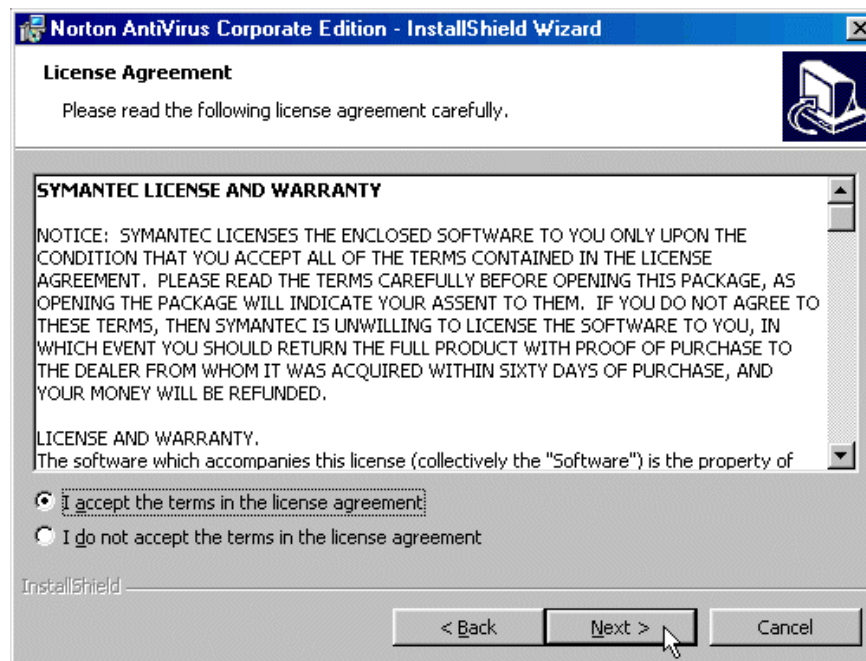 Norton AntiVirus Corporate Edition - InstallShield Wizard
License Agreement
Please read the following license agreement carefully.
SYMANTEC LICENSE AND WARRANTY
NOTICE:  SYMANTEC LICENSES THE ENCLOSED SOFTWARE TO YOU ONLY UPON THE
CONDITION THAT YOU ACCEPT ALL OF THE TERMS CONTAINED IN THE LICENSE
AGREEMENT.  PLEASE READ THE TERMS CAREFULLY BEFORE OPENING THIS PACKAGE, AS
OPENING THE PACKAGE WILL INDICATE YOUR ASSENT TO THEM.  IF YOU DO NOT AGREE TO
THESE TERMS, THEN SYMANTEC IS UNWILLING TO LICENSE THE SOFTWARE TO YOU, IN
WHICH EVENT YOU SHOULD RETURN THE FULL PRODUCT WITH PROOF OF PURCHASE TO
THE DEALER FROM WHOM IT WAS ACQUIRED WITHIN SIXTY DAYS OF PURCHASE, AND
YOUR MONEY WILL BE REFUNDED.
LICENSE AND WARRANTY.
The software which accompanies this license (collectively the "Software") is the property of
I accept the terms in the license agreement
I do not accept the terms in the license agreement
InstallShield
< Back
Next >
Cancel